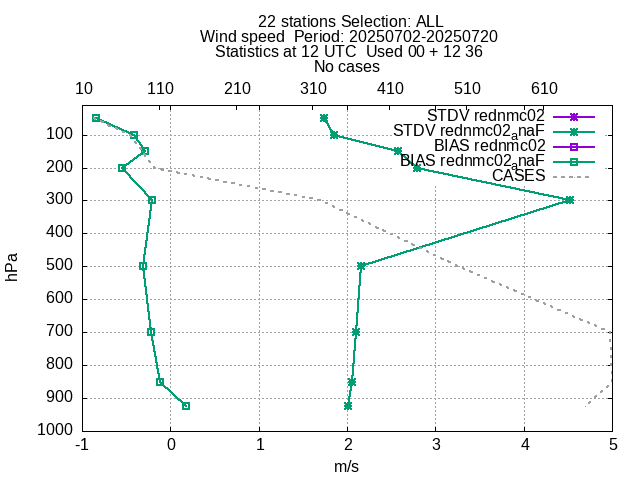 22 stations Selection: ALL
Wind speed  Period: 20250702-20250720
Statistics at 12 UTC  Used 00 + 12 36
No cases
10 110 210 310 410 510 610
STDV rednmc02
STDV rednmc02anaF
BIAS rednmc02
BIAS rednmc02anaF
CASES
100
200
300
400
500
600
700
800
900
1000
hPa
-1 0 1 2 3 4 5
m/s